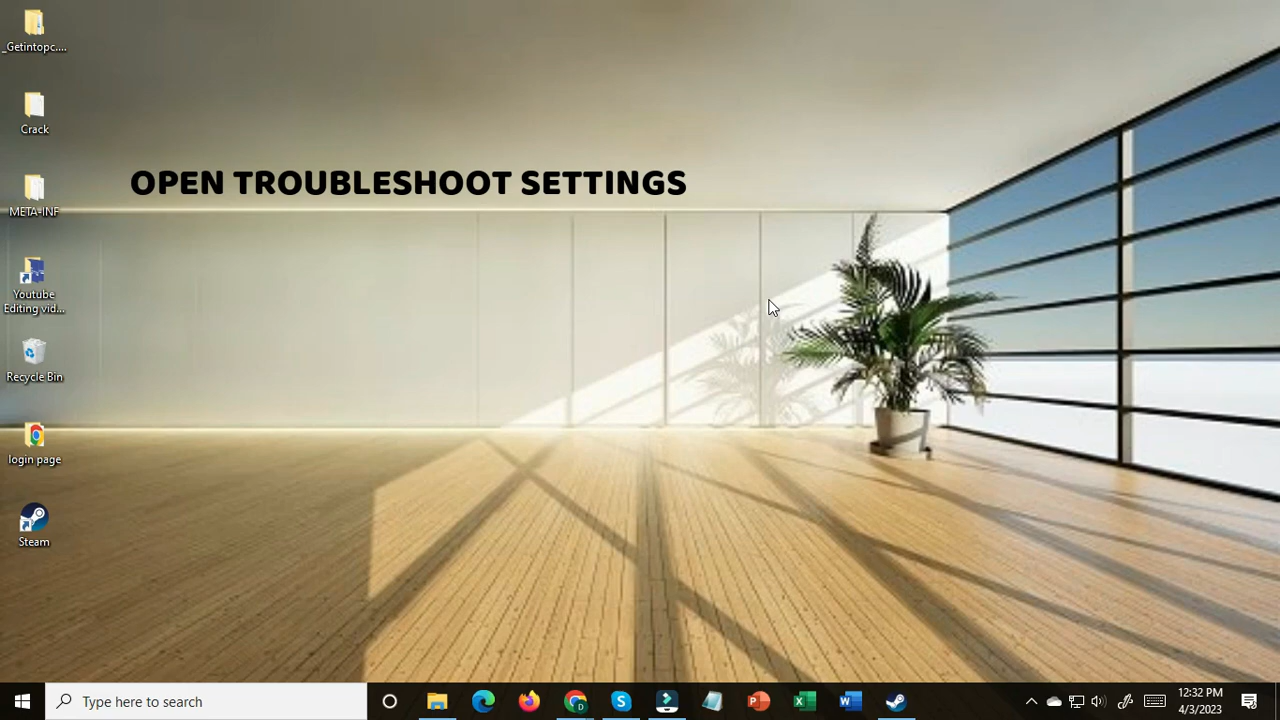 _Getintopc....
Crack
META-INF
Youtube
Editing vid...
Recycle Bin
login page
Steam
OPEN TROUBLESHOOT SETTINGS
Type here to search
12:32 PM
4/3/2023